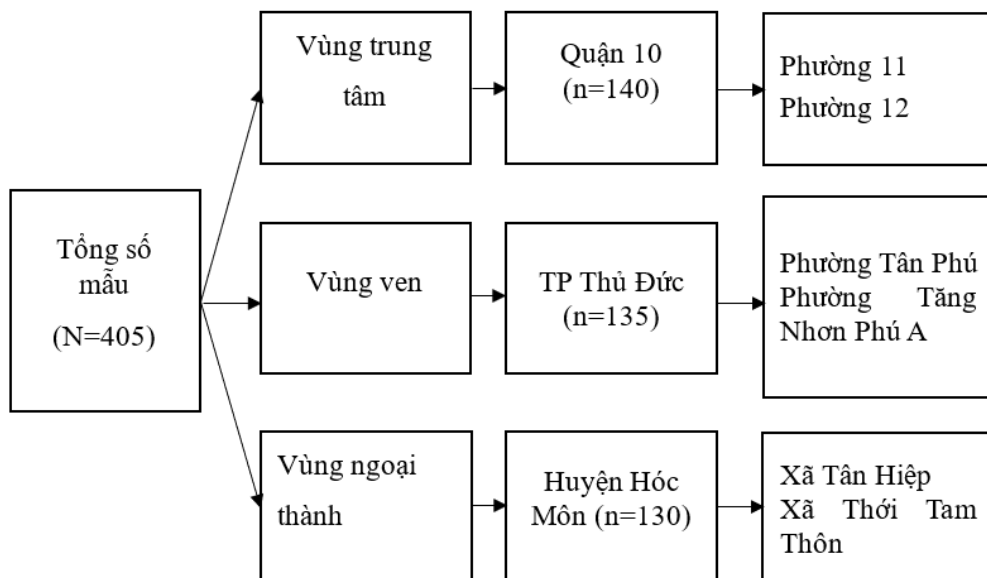 Tổng số
mẫu
(N=405)
Vùng trung
tâm
Quận 10
(n=140)
Phường 11
Phường 12
Vùng ven
TP Thủ Đức
(n=135)
Phường Tân Phú
Phường Tăng
Nhơn Phú A
Vùng ngoại
thành
Huyện Hóc
Môn (n=130)
Xã Tân Hiệp
Xã Thới Tam
Thôn